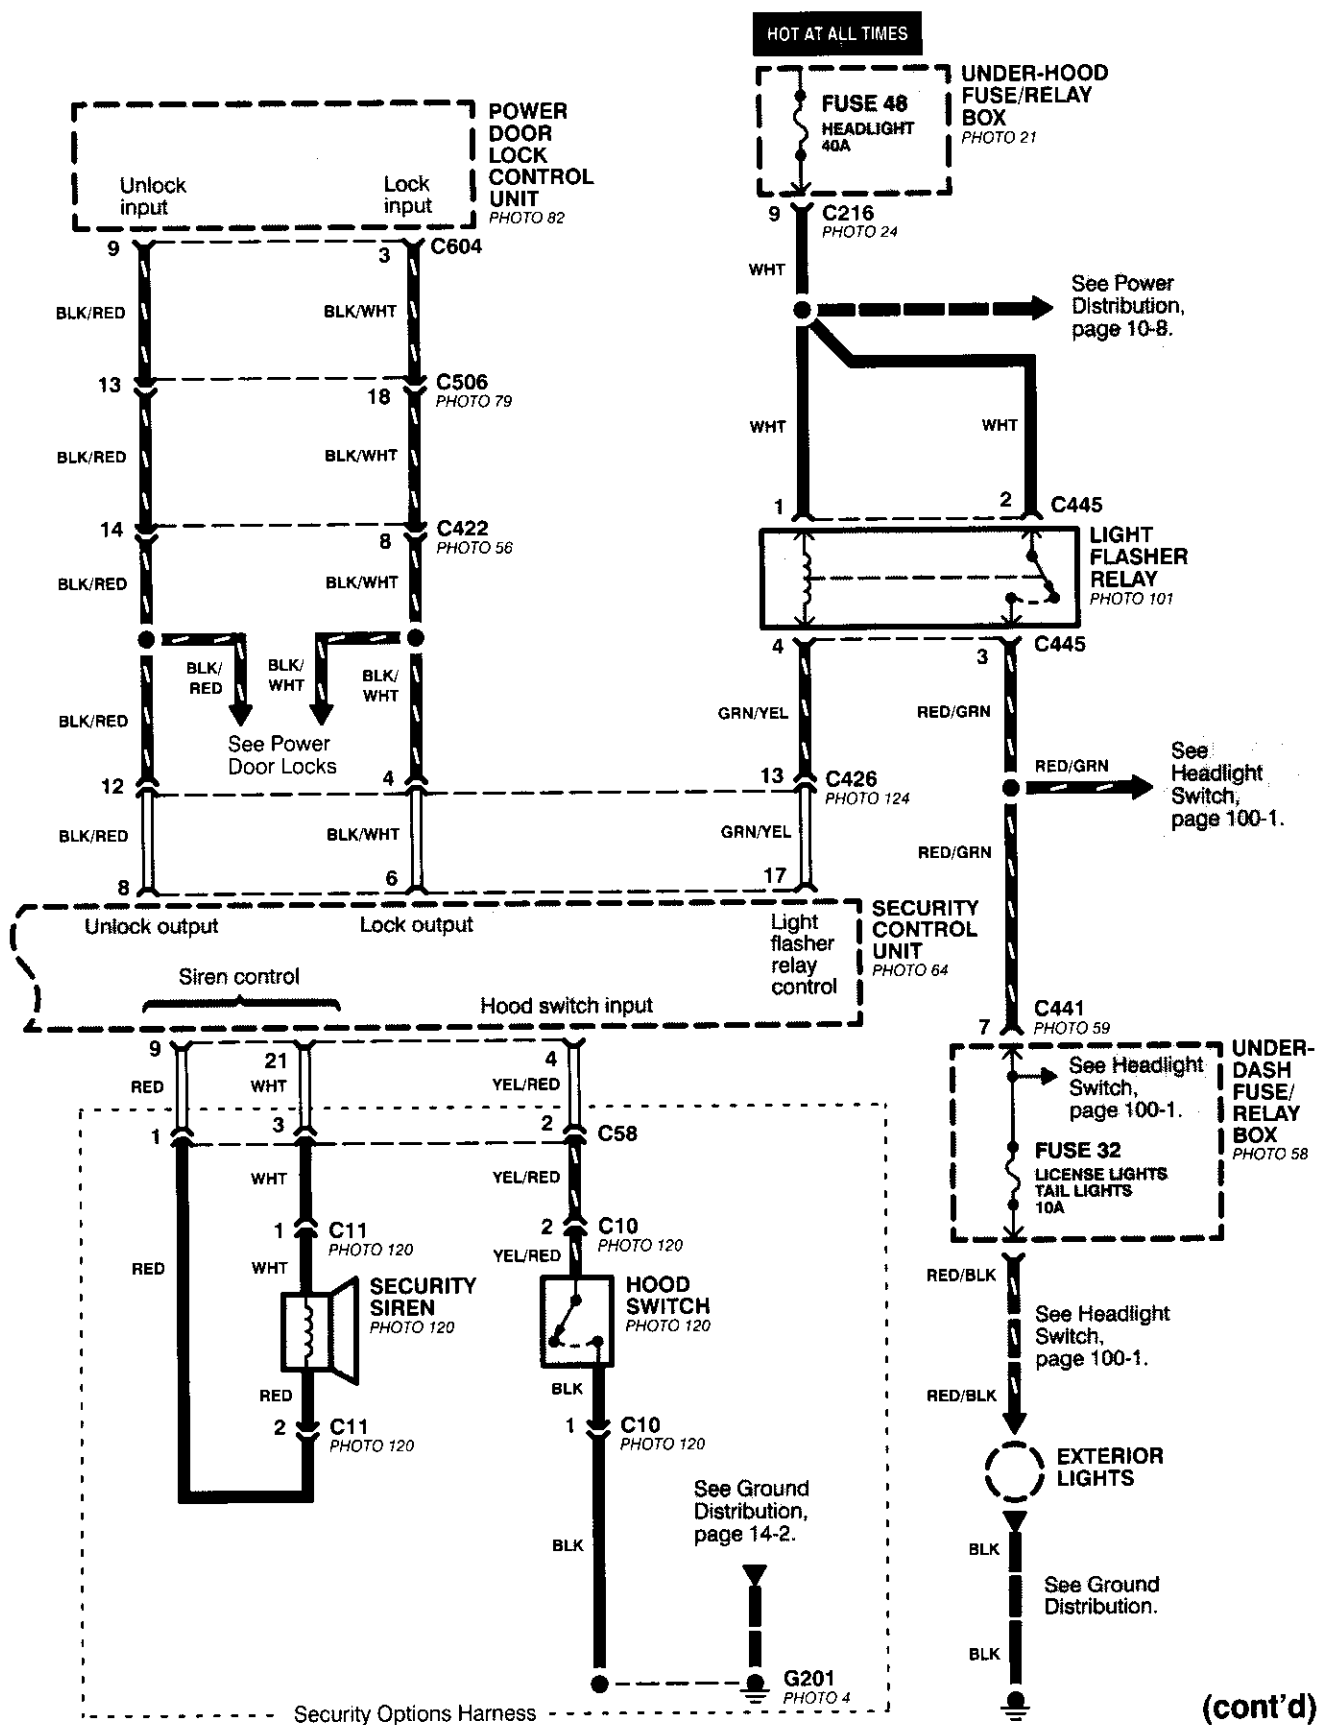 HOT AT ALL TIMES
UNDER-HOOD
FUSE/RELAY
BOX
PHOTO 21
FUSE 48
HEADLIGHT
40A
POWER
DOOR
LOCK
CONTROL
UNIT
PHOTO 82
Unlock
input
Lock
input
9
3
C604
9
C216
PHOTO 24
WHT
See Power
Distribution,
page 10-8.
BLK/RED
BLK/WHT
13
18
C506
PHOTO 79
BLK/RED
BLK/WHT
WHT
WHT
14
8
C422
PHOTO 56
1
2
C445
LIGHT
FLASHER
RELAY
PHOTO 101
BLK/RED
BLK/WHT
4
3
C445
BLK/
RED
BLK/
WHT
BLK/
WHT
BLK/RED
See Power
Door Locks
GRN/YEL
RED/GRN
12
4
13
C426
PHOTO 124
RED/GRN
See
Headlight
Switch,
page 100-1.
BLK/RED
BLK/WHT
GRN/YEL
RED/GRN
8
6
17
Unlock output
Lock output
Light
flasher
relay
control
SECURITY
CONTROL
UNIT
PHOTO 64
Siren control
Hood switch input
7
C441
PHOTO 59
9
21
4
RED
WHT
YEL/RED
See Headlight
Switch,
page 100-1.
UNDER-
DASH
FUSE/
RELAY
BOX
PHOTO 58
1
3
2
C58
FUSE 32
LICENSE LIGHTS
TAIL LIGHTS
10A
WHT
YEL/RED
1
C11
PHOTO 120
2
C10
PHOTO 120
RED
WHT
YEL/RED
RED/BLK
SECURITY
SIREN
PHOTO 120
HOOD
SWITCH
PHOTO 120
See Headlight
Switch,
page 100-1.
RED
BLK
RED/BLK
2
C11
PHOTO 120
1
C10
PHOTO 120
EXTERIOR
LIGHTS
See Ground
Distribution,
page 14-2.
BLK
BLK
See Ground
Distribution.
BLK
G201
PHOTO 4
Security Options Harness
(cont'd)